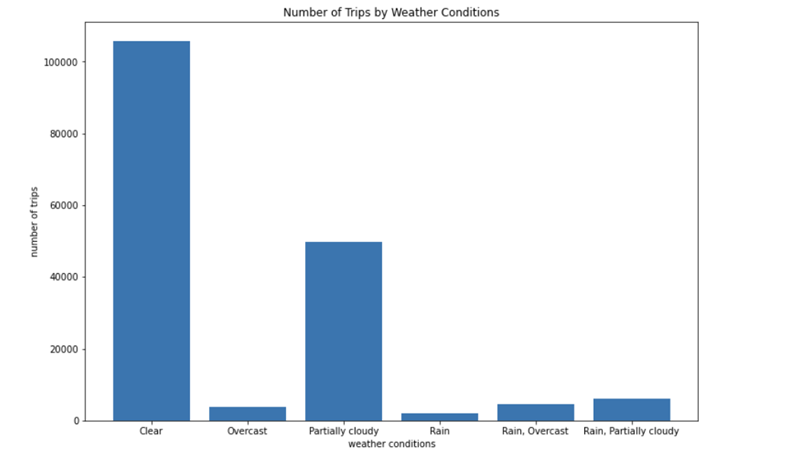 Number of Trips by Weather Conditions
100000
80000
60000
40000
20000
0
number of trips
Clear
Overcast
Partially cloudy
Rain
Rain, Overcast
Rain, Partially cloudy
weather conditions